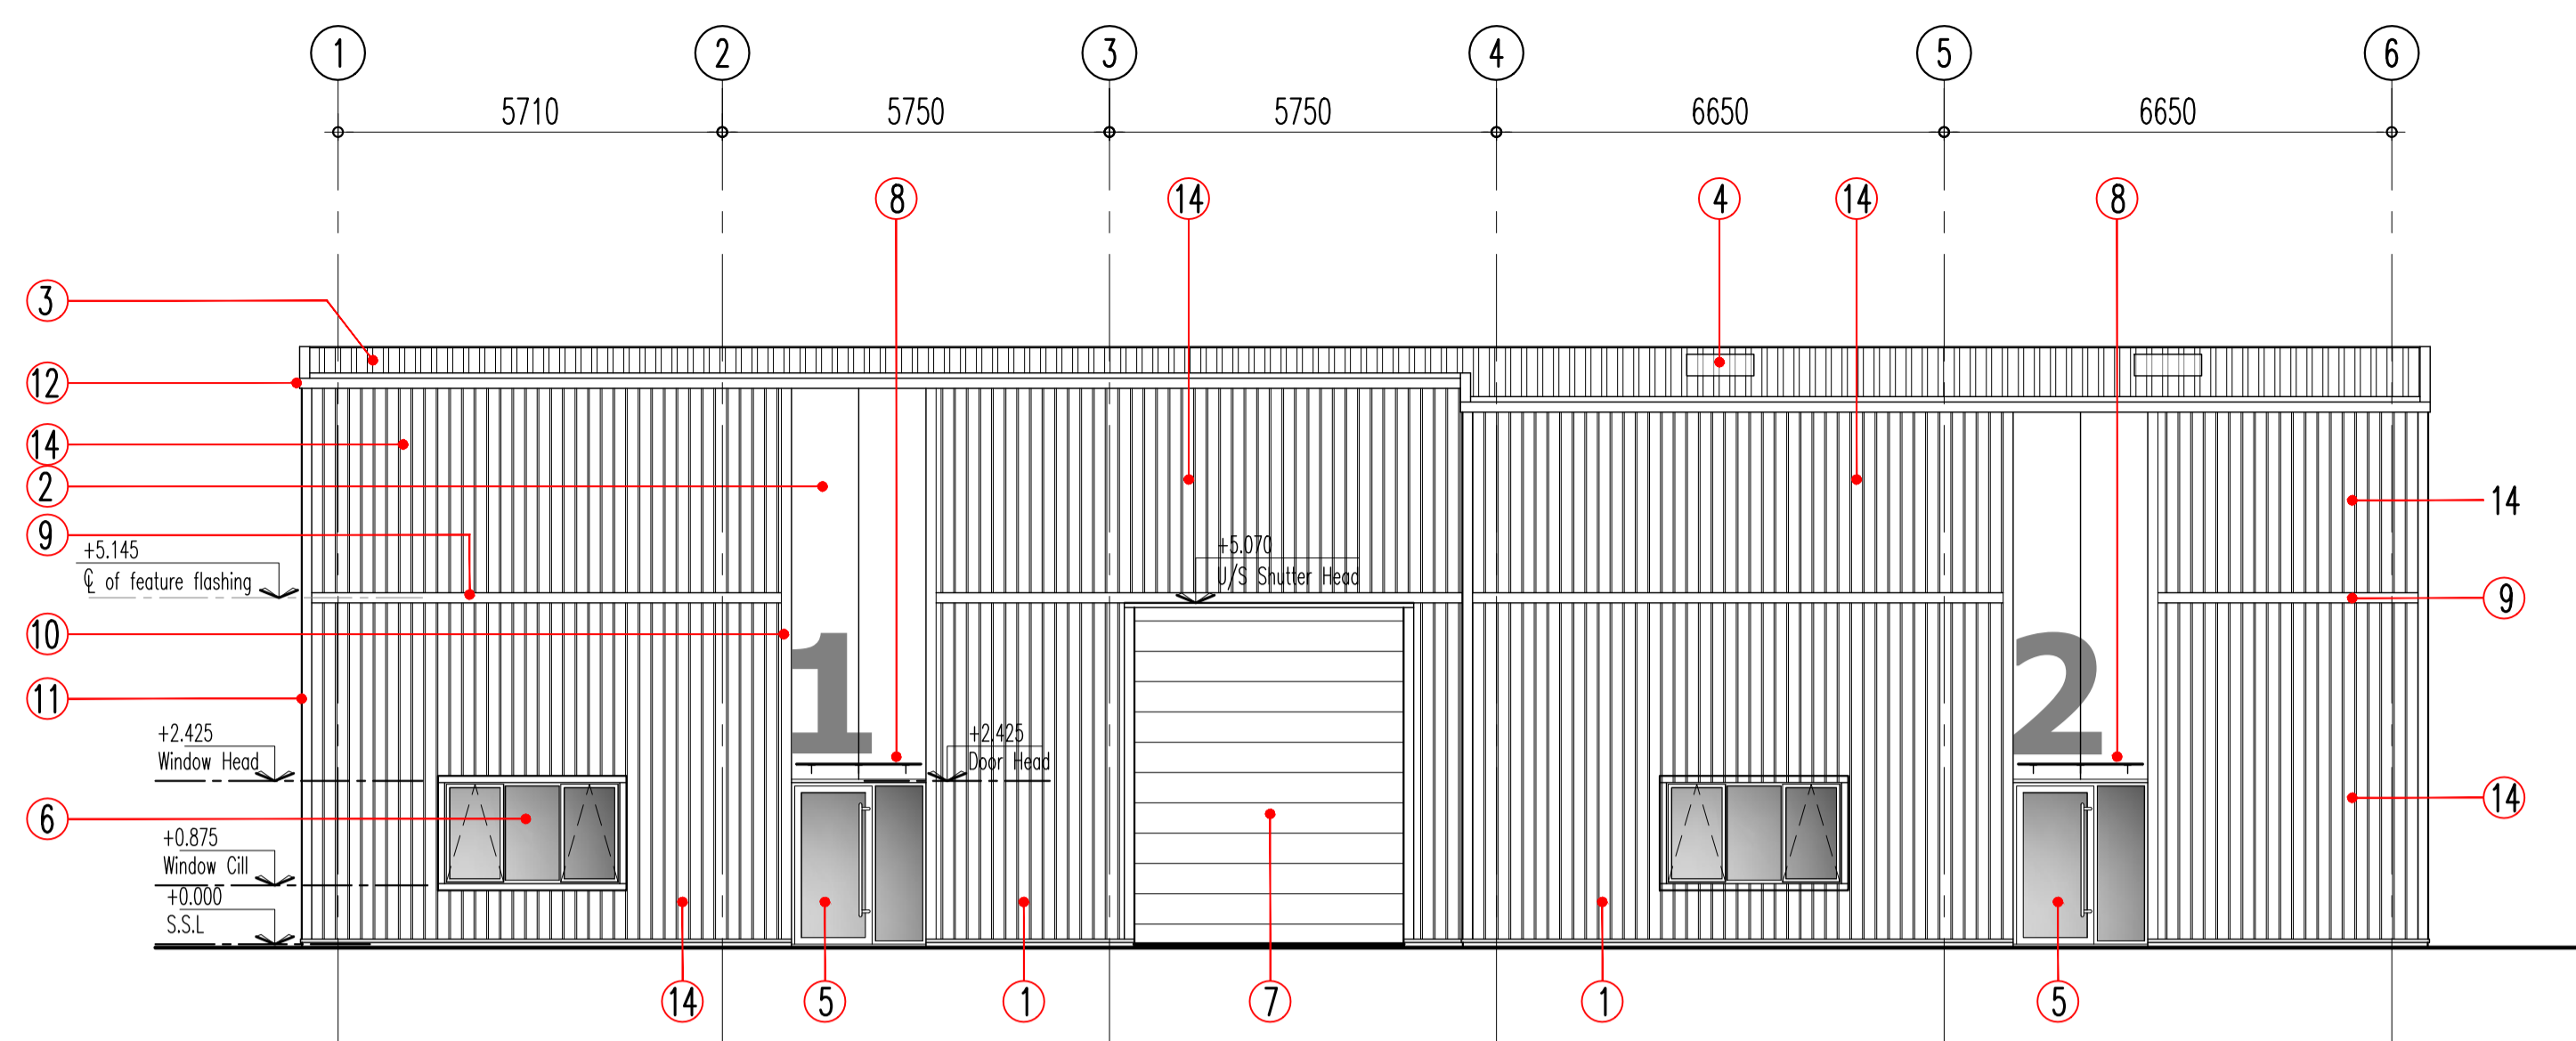 1 2 3 4 5 6
5710 5750 5750 6650 6650
8 14 4 14 8
3
12
14
2
14
9
+5.145
℄ of feature flashing
+5.070
U/S Shutter Head
9
10
1
2
11
+2.425
Window Head
+2.425
Door Head
6
14
+0.875
Window Cill
+0.000
S.S.L
14 5 1 7 1 5